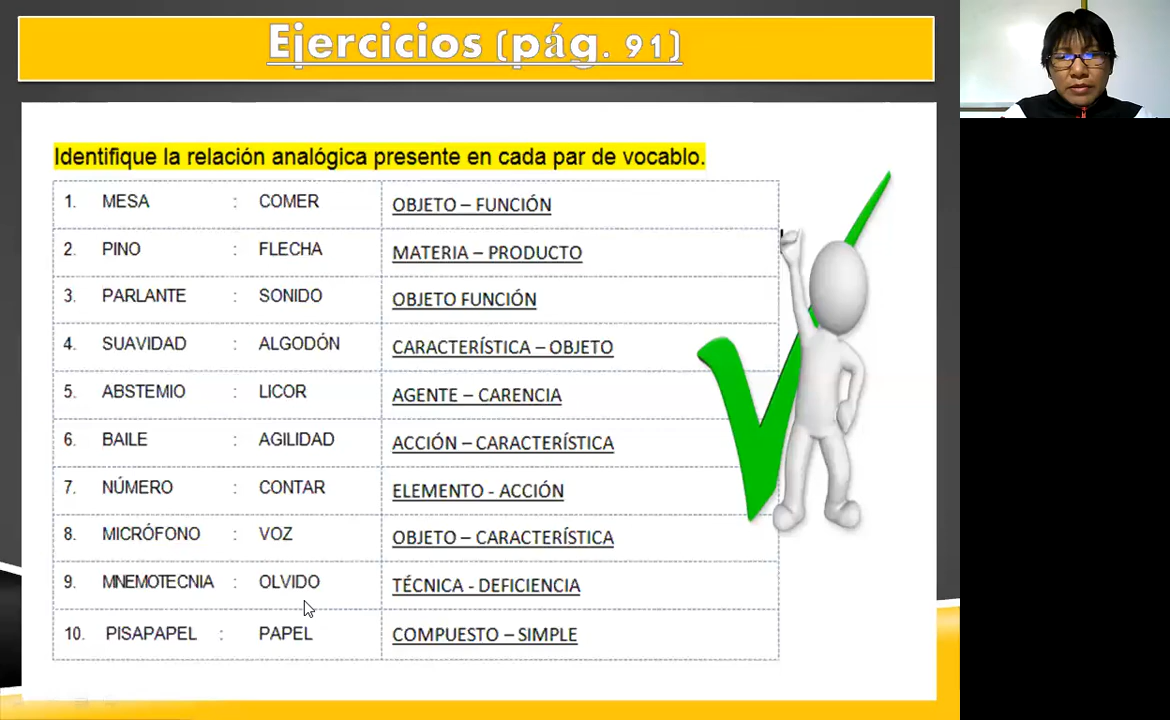 Ejercicios (pág. 91)
Identifique la relación analógica presente en cada par de vocablo.
1. MESA : COMER OBJETO – FUNCIÓN
2. PINO : FLECHA MATERIA – PRODUCTO
3. PARLANTE : SONIDO OBJETO FUNCIÓN
4. SUAVIDAD : ALGODÓN CARACTERÍSTICA – OBJETO
5. ABSTEMIO : LICOR AGENTE – CARENCIA
6. BAILE : AGILIDAD ACCIÓN – CARACTERÍSTICA
7. NÚMERO : CONTAR ELEMENTO - ACCIÓN
8. MICRÓFONO : VOZ OBJETO – CARACTERÍSTICA
9. MNEMOTECNIA : OLVIDO TÉCNICA - DEFICIENCIA
10. PISAPAPEL : PAPEL COMPUESTO – SIMPLE